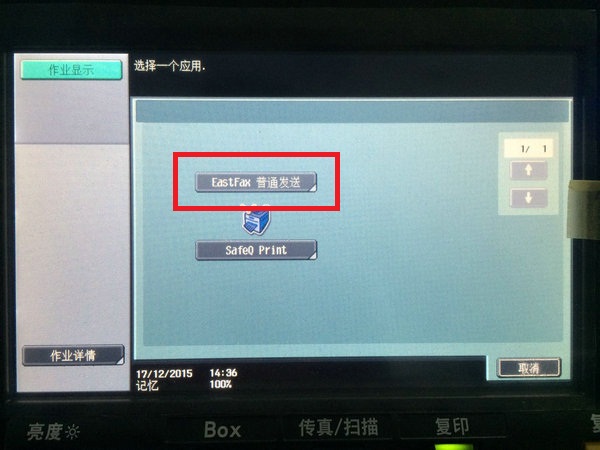 作业显示
选择一个应用.
1/ 1
EastFax 普通发送
SafeQ Print
作业详情
取消
17/12/2015 14:36
记忆 100%
亮度
Box
传真/扫描
复印